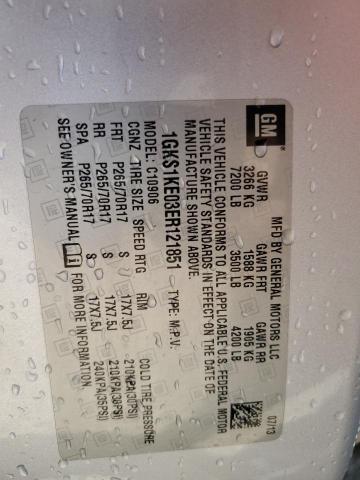 GM
MFD BY GENERAL MOTORS LLC
07/13
GVWR GAWR FRT GAWR RR
3266 KG 1588 KG 1905 KG
7200 LB 3500 LB 4200 LB
THIS VEHICLE CONFORMS TO ALL APPLICABLE U.S. FEDERAL MOTOR
VEHICLE SAFETY STANDARDS IN EFFECT ON THE DATE OF
MANUFACTURE SHOWN ABOVE.
1GKS1KE03ER121851 TYPE: M.P.V.
MODEL: C10906
CGNZ TIRE SIZE SPEED RTG RIM COLD TIRE PRESSURE
FRT P265/70R17 S 17X7.5J 210KPA(30PSI)
RR P265/70R17 S 17X7.5J 210KPA(30PSI)
SPA P265/70R17 S 17X7.5J 240KPA(35PSI)
SEE OWNER'S MANUAL i FOR MORE INFORMATION.